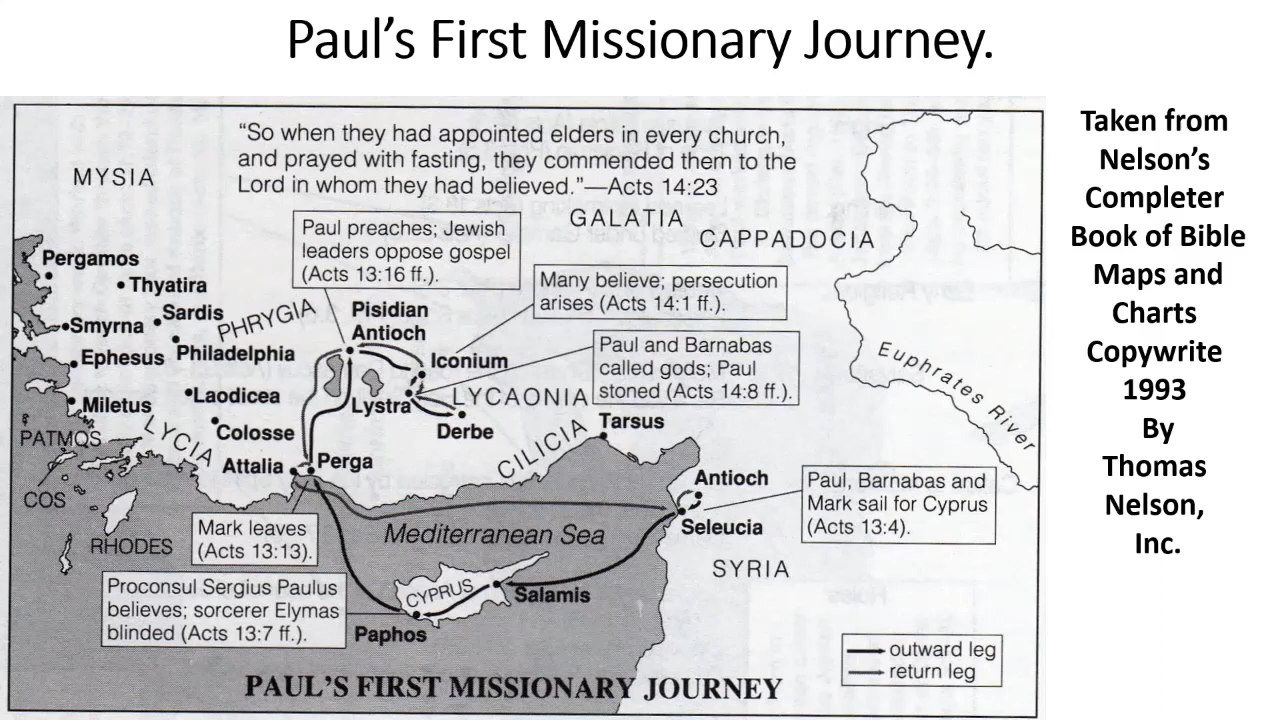 Paul’s First Missionary Journey.
“So when they had appointed elders in every church,
and prayed with fasting, they commended them to the
Lord in whom they had believed.”—Acts 14:23
MYSIA
GALATIA
CAPPADOCIA
Paul preaches; Jewish
leaders oppose gospel
(Acts 13:16 ff.).
Many believe; persecution
arises (Acts 14:1 ff.).
Pergamos
Thyatira
Sardis
PHRYGIA
Pisidian
Antioch
Smyrna
Ephesus
Philadelphia
Iconium
Paul and Barnabas
called gods; Paul
stoned (Acts 14:8 ff.).
Euphrates River
Miletus
Laodicea
Lystra
LYCAONIA
Derbe
Tarsus
PATMOS
LYCIA
Colosse
CILICIA
Attalia
Perga
Antioch
Paul, Barnabas and
Mark sail for Cyprus
(Acts 13:4).
COS
Seleucia
Mark leaves
(Acts 13:13).
Mediterranean Sea
RHODES
SYRIA
Proconsul Sergius Paulus
believes; sorcerer Elymas
blinded (Acts 13:7 ff.).
CYPRUS
Salamis
Paphos
outward leg
return leg
PAUL’S FIRST MISSIONARY JOURNEY
Taken from
Nelson’s
Completer
Book of Bible
Maps and
Charts
Copywrite
1993
By
Thomas
Nelson,
Inc.